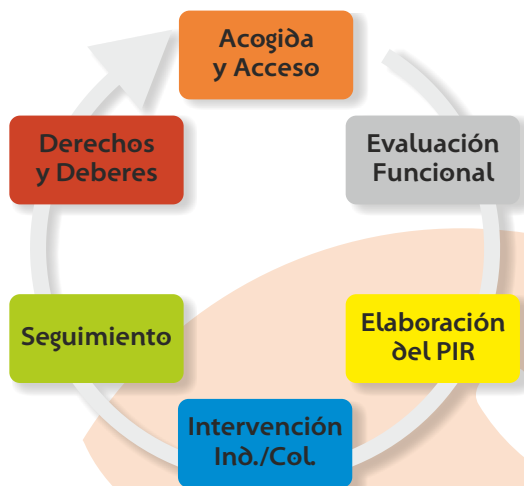 Acogida
y Acceso
Evaluación
Funcional
Elaboración
del PIR
Intervención
Ind./Col.
Seguimiento
Derechos
y Deberes